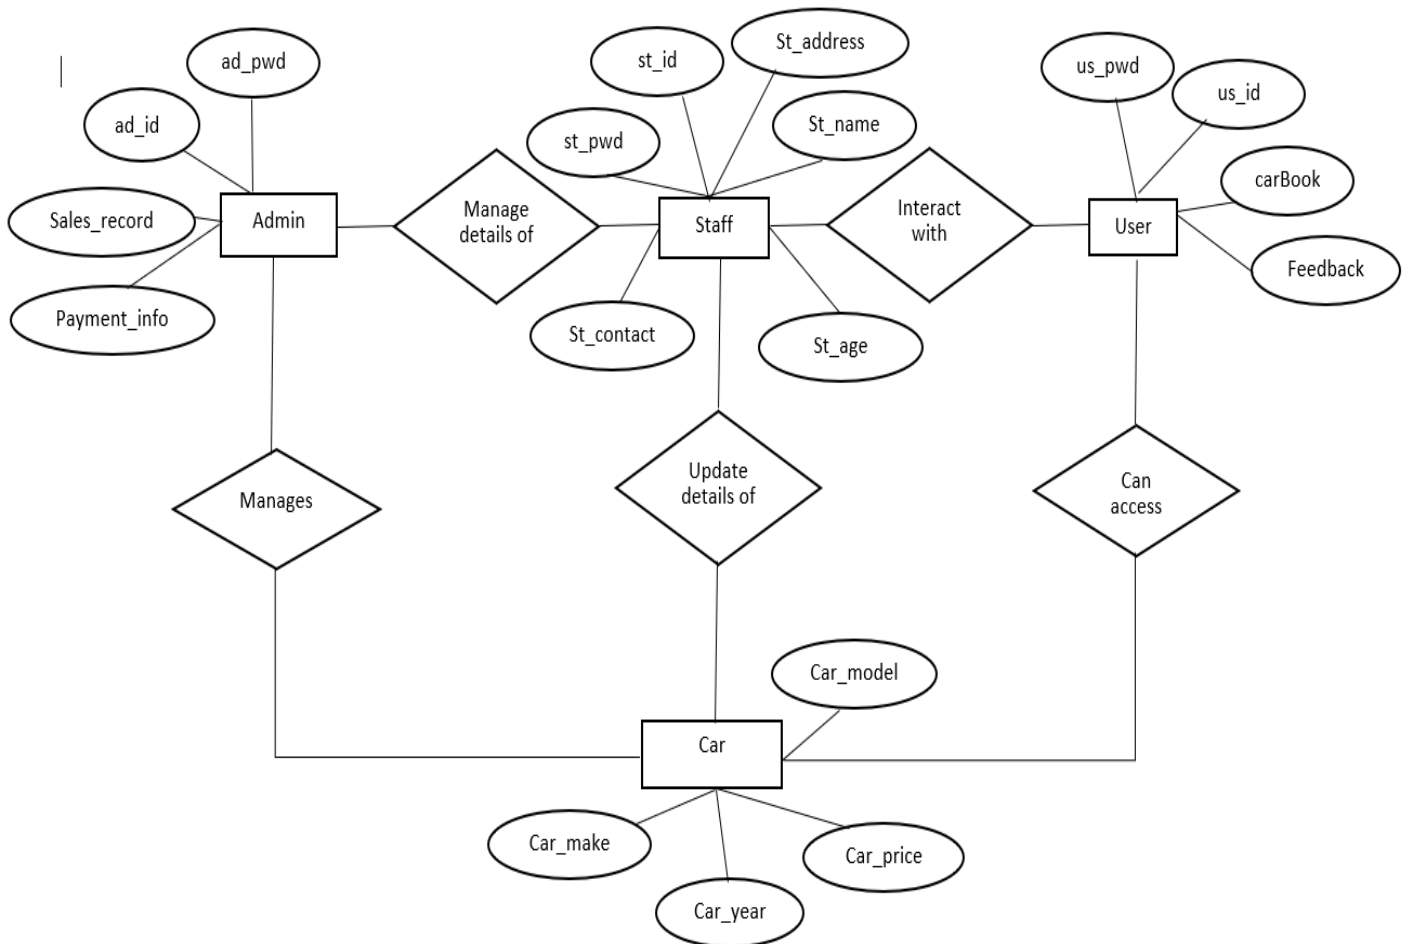 ad_pwd
ad_id
Sales_record
Payment_info
Admin
Manage
details of
st_id
St_address
st_pwd
St_name
Staff
St_contact
St_age
Interact
with
us_pwd
us_id
carBook
Feedback
User
Manages
Update
details of
Can
access
Car_model
Car
Car_make
Car_price
Car_year